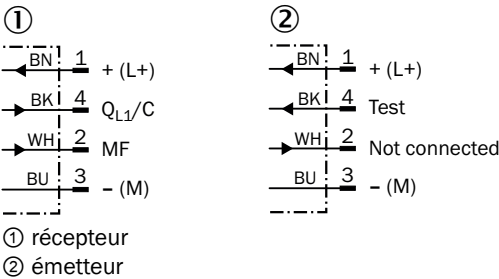 ①
BN 1 + (L+)
BK 4 Q_L1/C
WH 2 MF
BU 3 – (M)
②
BN 1 + (L+)
BK 4 Test
WH 2 Not connected
BU 3 – (M)
① récepteur
② émetteur